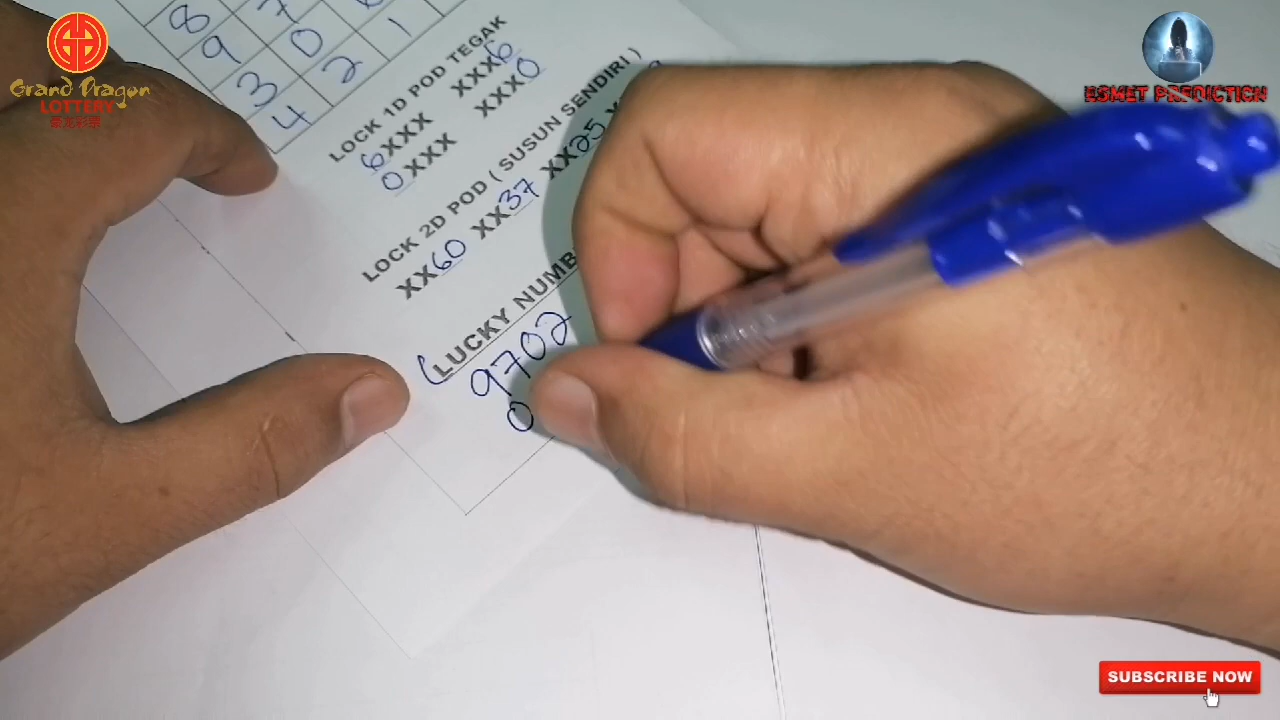 Grand Dragon
LOTTERY
ESMET PREDICTION
8 7
9 0 1
3 2
4
LOCK 1D POD TEGAK
6XXX XXX6
0XXX XXX0
LOCK 2D POD ( SUSUN SENDIRI )
XX60 XX37 XX25
LUCKY NUMB
9702
0
SUBSCRIBE NOW